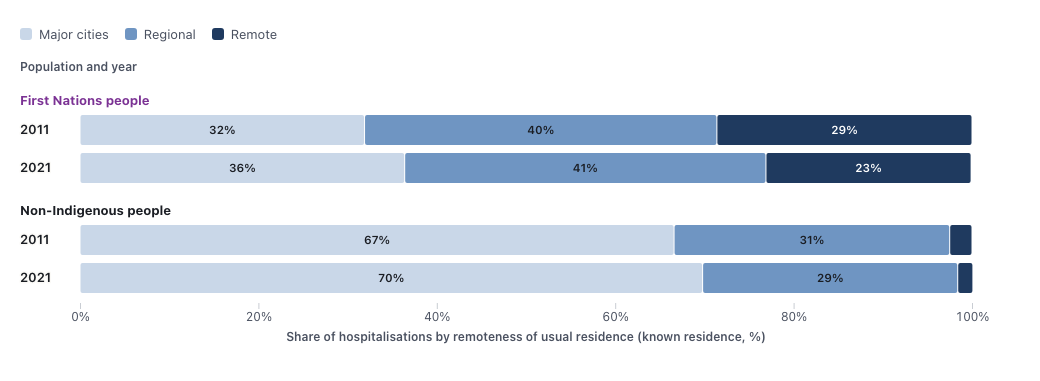 Major cities Regional Remote
Population and year
First Nations people
2011 32% 40% 29%
2021 36% 41% 23%
Non-Indigenous people
2011 67% 31%
2021 70% 29%
0% 20% 40% 60% 80% 100%
Share of hospitalisations by remoteness of usual residence (known residence, %)